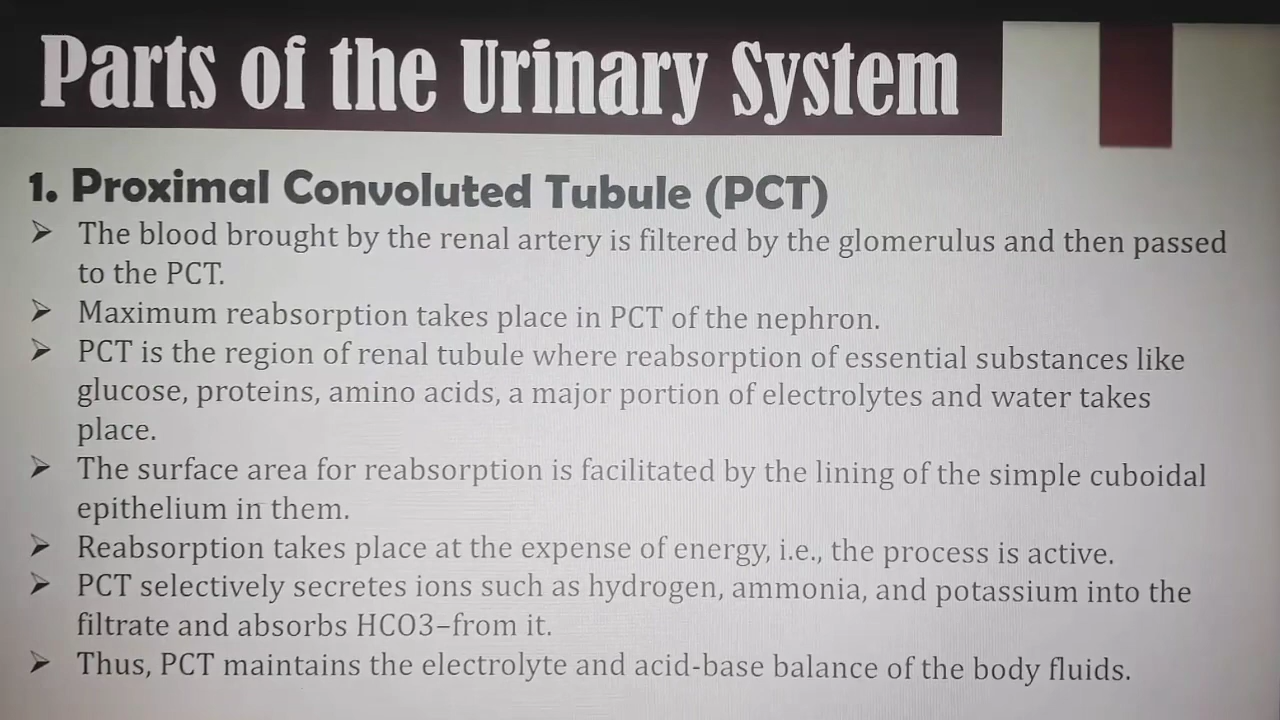 Parts of the Urinary System
1. Proximal Convoluted Tubule (PCT)
➢ The blood brought by the renal artery is filtered by the glomerulus and then passed
to the PCT.
➢ Maximum reabsorption takes place in PCT of the nephron.
➢ PCT is the region of renal tubule where reabsorption of essential substances like
glucose, proteins, amino acids, a major portion of electrolytes and water takes
place.
➢ The surface area for reabsorption is facilitated by the lining of the simple cuboidal
epithelium in them.
➢ Reabsorption takes place at the expense of energy, i.e., the process is active.
➢ PCT selectively secretes ions such as hydrogen, ammonia, and potassium into the
filtrate and absorbs HCO3–from it.
➢ Thus, PCT maintains the electrolyte and acid-base balance of the body fluids.